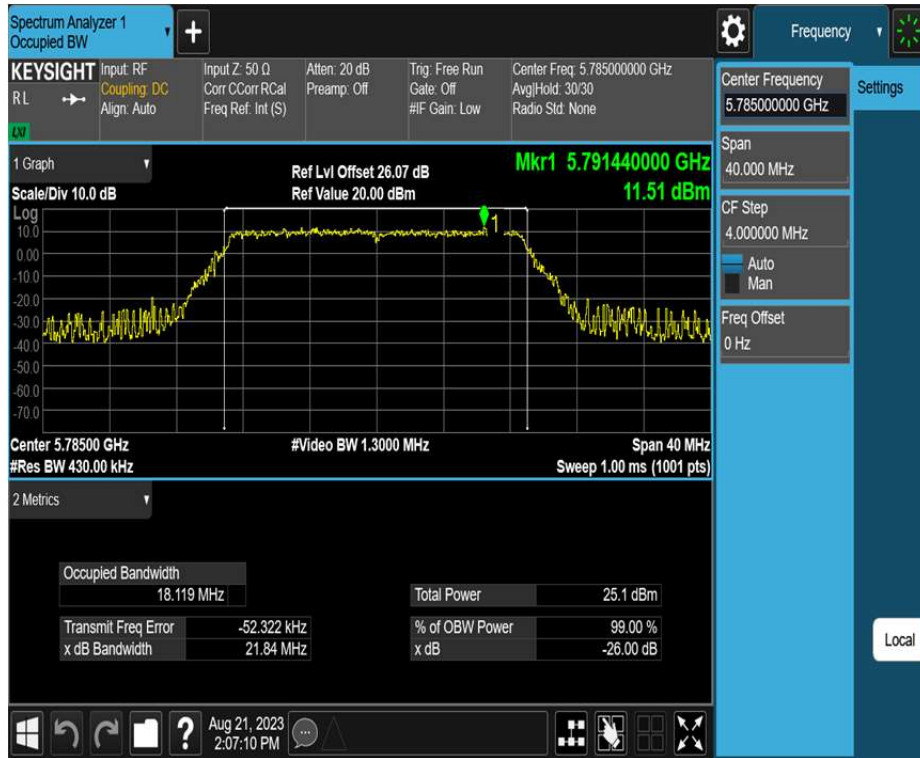 Spectrum Analyzer 1
Occupied BW
+
Frequency
KEYSIGHT
RL
LXI
Input: RF
Coupling: DC
Align: Auto
Input Z: 50 Ω
Corr CCorr RCal
Freq Ref: Int (S)
Atten: 20 dB
Preamp: Off
Trig: Free Run
Gate: Off
#IF Gain: Low
Center Freq: 5.785000000 GHz
Avg|Hold: 30/30
Radio Std: None
Center Frequency
5.785000000 GHz
Settings
Span
40.000 MHz
CF Step
4.000000 MHz
Auto
Man
Freq Offset
0 Hz
Local
1 Graph
Scale/Div 10.0 dB
Ref Lvl Offset 26.07 dB
Ref Value 20.00 dBm
Mkr1 5.791440000 GHz
11.51 dBm
Log
10.0
0.00
-10.0
-20.0
-30.0
-40.0
-50.0
-60.0
-70.0
1
Center 5.78500 GHz
#Video BW 1.3000 MHz
Span 40 MHz
#Res BW 430.00 kHz
Sweep 1.00 ms (1001 pts)
2 Metrics
Occupied Bandwidth
18.119 MHz
Total Power 25.1 dBm
Transmit Freq Error -52.322 kHz
% of OBW Power 99.00 %
x dB Bandwidth 21.84 MHz
x dB -26.00 dB
?
Aug 21, 2023
2:07:10 PM